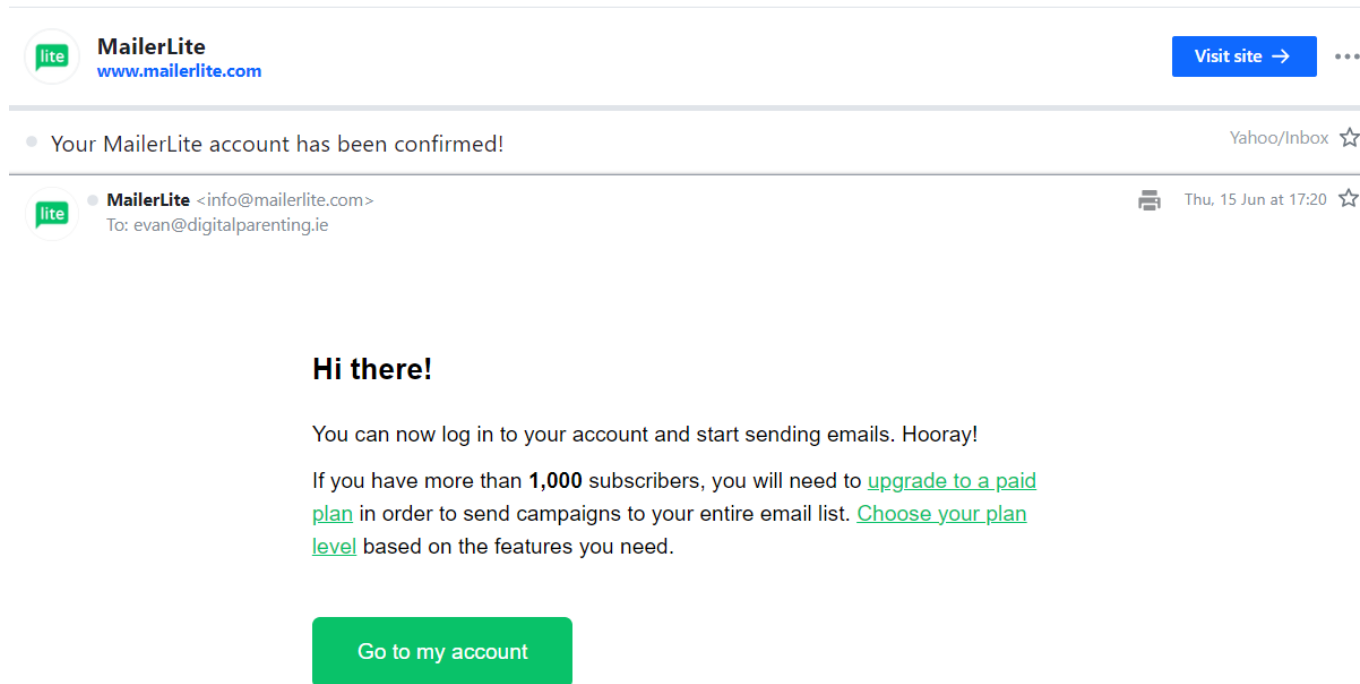 lite
MailerLite
www.mailerlite.com
Visit site →
Your MailerLite account has been confirmed!
Yahoo/Inbox
lite
MailerLite <info@mailerlite.com>
Thu, 15 Jun at 17:20
To: evan@digitalparenting.ie
Hi there!
You can now log in to your account and start sending emails. Hooray!
If you have more than 1,000 subscribers, you will need to upgrade to a paid
plan in order to send campaigns to your entire email list. Choose your plan
level based on the features you need.
Go to my account